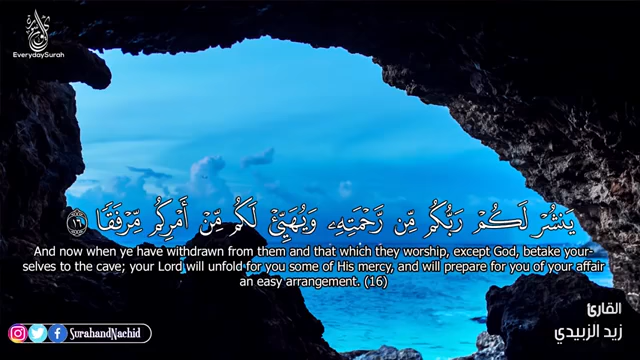 EverydaySurah
يَنشُرْ لَكُمْ رَبُّكُم مِّن رَّحْمَتِهِۦ وَيُهَيِّئْ لَكُم مِّنْ أَمْرِكُم مِّرْفَقًا ١٦
And now when ye have withdrawn from them and that which they worship, except God, betake your-
selves to the cave; your Lord will unfold for you some of His mercy, and will prepare for you of your affair
an easy arrangement. (16)
القارئ
زيد الزبيدي
SurahandNachid